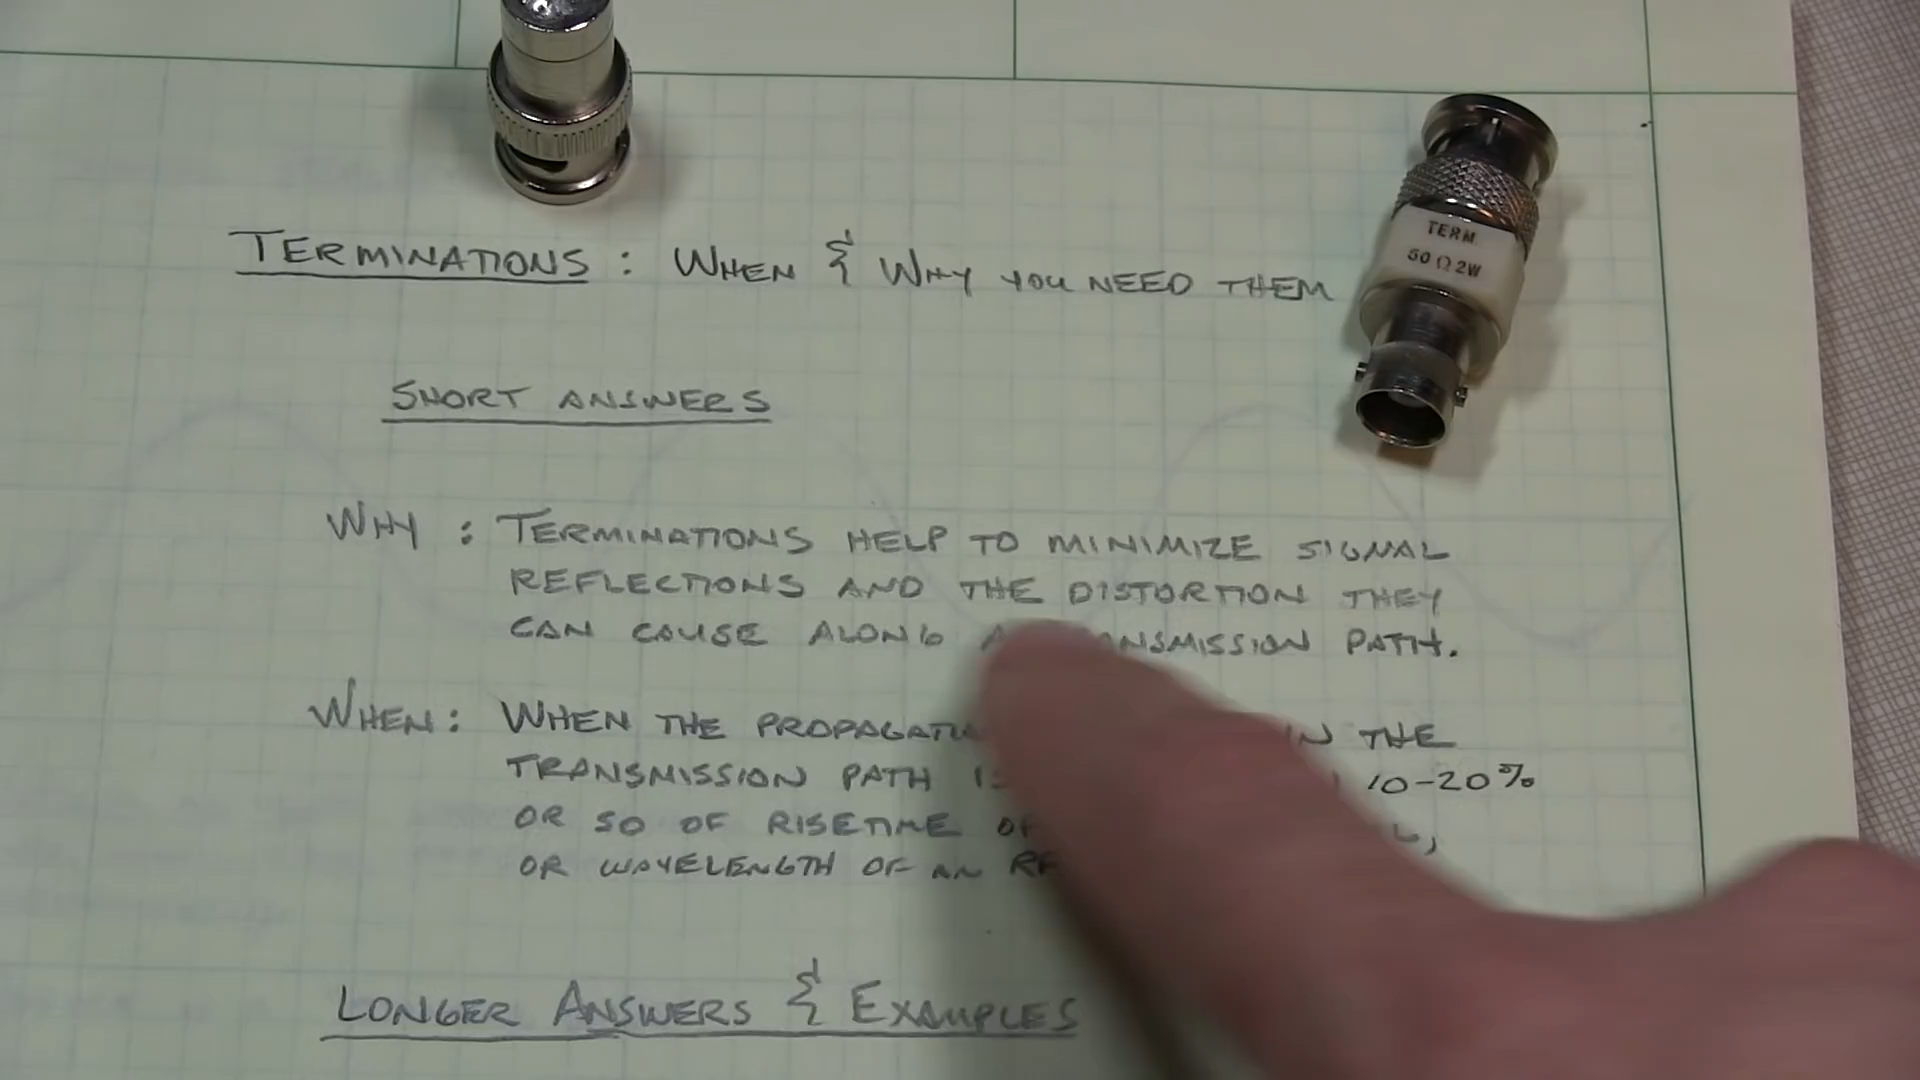 TERMINATIONS : WHEN & WHY YOU NEED THEM
TERM.
50 Ω 2W
SHORT ANSWERS
WHY : TERMINATIONS HELP TO MINIMIZE SIGNAL
REFLECTIONS AND THE DISTORTION THEY
CAN CAUSE ALONG PATH.
WHEN: WHEN THE IN THE
TRANSMISSION PATH 10-20%
OR SO OF RISETIME
OR WAVELENGTH OF AN RF
LONGER ANSWERS & EXAMPLES